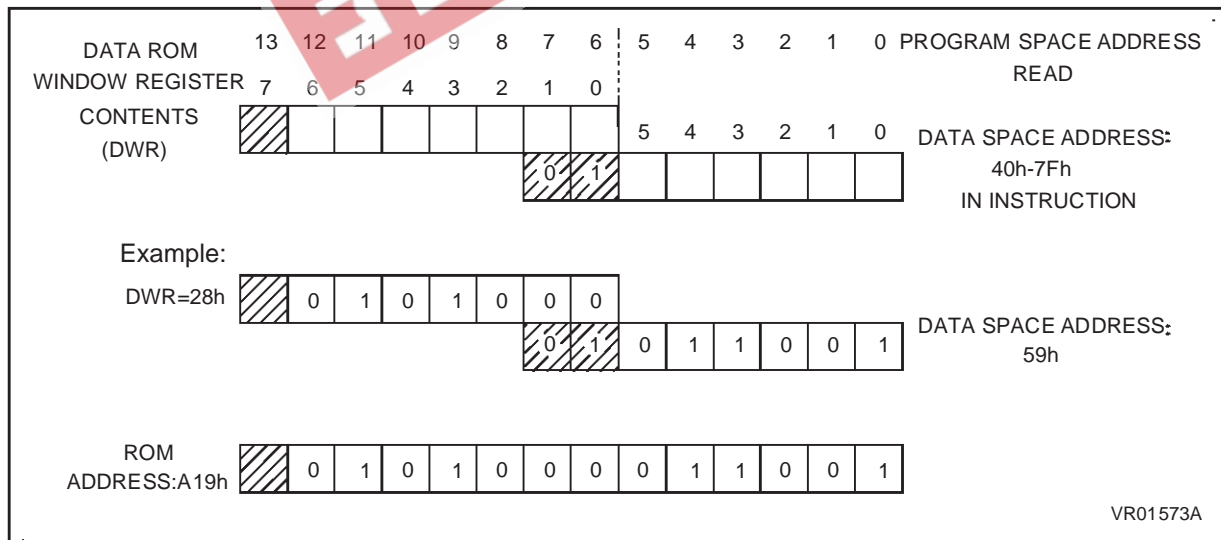 13 12 11 10 9 8 7 6 5 4 3 2 1 0 PROGRAM SPACE ADDRESS
READ
DATA ROM
WINDOW REGISTER 7 6 5 4 3 2 1 0
CONTENTS
(DWR)
5 4 3 2 1 0 DATA SPACE ADDRESS:
40h-7Fh
IN INSTRUCTION
0 1
Example:
DWR=28h 0 1 0 1 0 0 0
0 1 0 1 1 0 0 1 DATA SPACE ADDRESS:
59h
ROM
ADDRESS:A19h 0 1 0 1 0 0 0 0 1 1 0 0 1
VR01573A